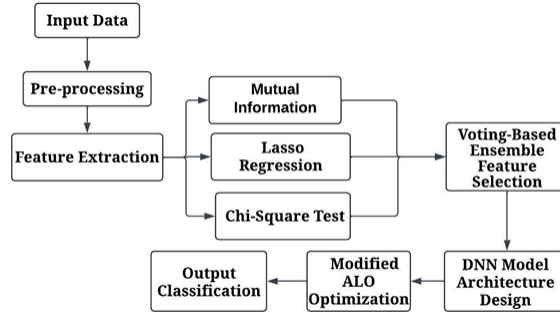 Input Data
Pre-processing
Feature Extraction
Mutual
Information
Lasso
Regression
Chi-Square Test
Voting-Based
Ensemble
Feature
Selection
DNN Model
Architecture
Design
Modified
ALO
Optimization
Output
Classification